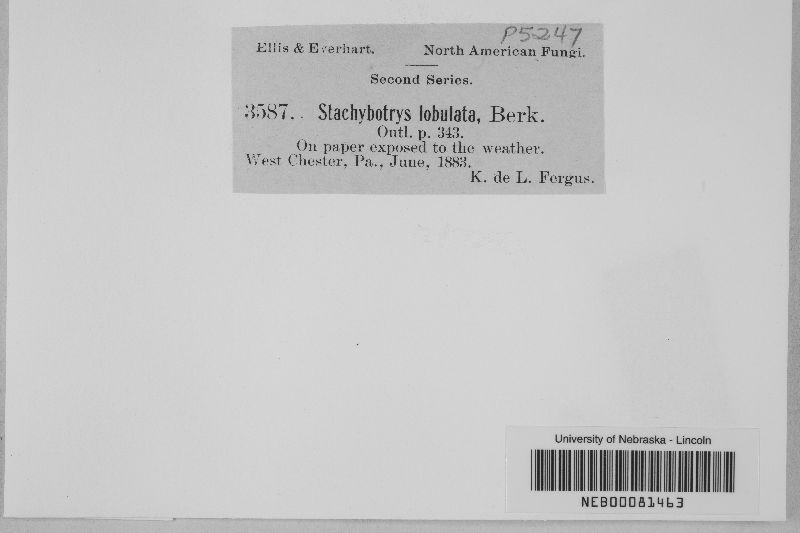 P5247
Ellis & Everhart. North American Fungi.
Second Series.
3587. Stachybotrys lobulata, Berk.
Outl. p. 343.
On paper exposed to the weather.
West Chester, Pa., June, 1883.
K. de L. Fergus.
University of Nebraska - Lincoln
NEB00081463